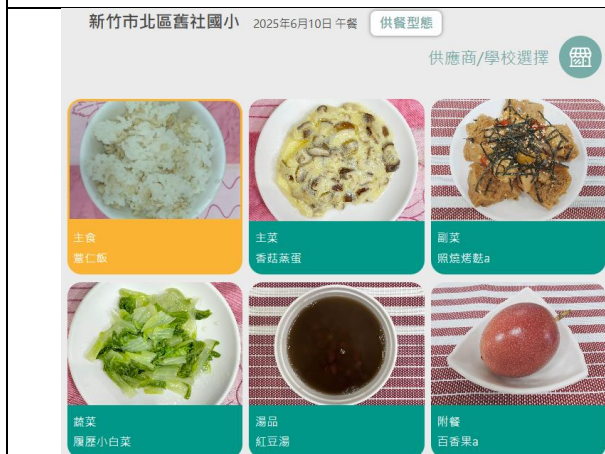 新竹市北區舊社國小 2025年6月10日 午餐 供餐型態
供應商/學校選擇
主食
薏仁飯
主菜
香菇蒸蛋
副菜
照燒烤麩a
蔬菜
履歷小白菜
湯品
紅豆湯
附餐
百香果a